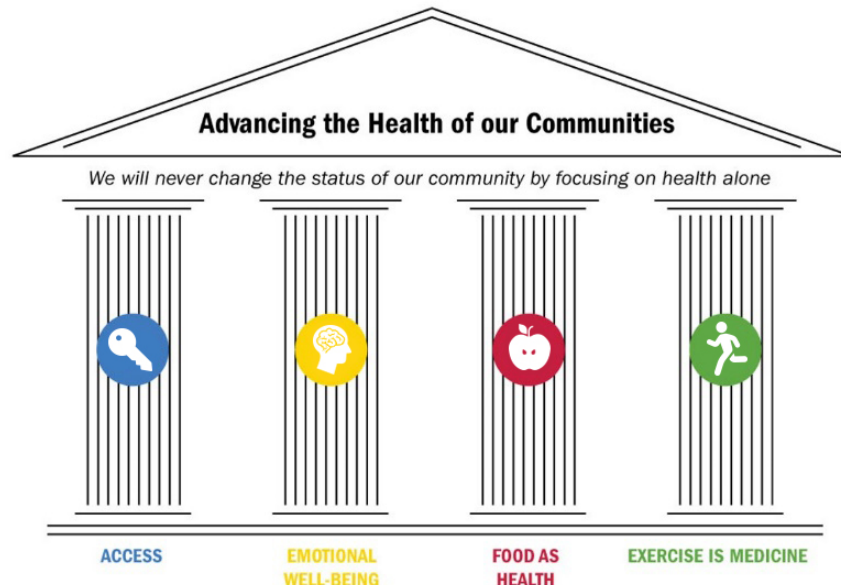 Advancing the Health of our Communities
We will never change the status of our community by focusing on health alone
ACCESS
EMOTIONAL
WELL-BEING
FOOD AS
HEALTH
EXERCISE IS MEDICINE